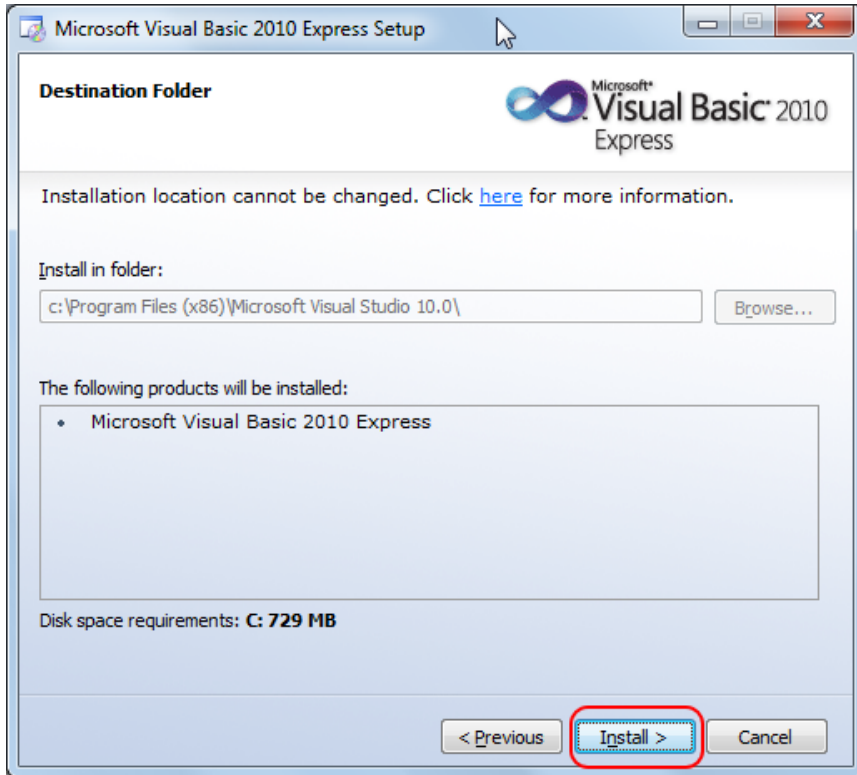 Microsoft Visual Basic 2010 Express Setup
Destination Folder
Microsoft®
Visual Basic® 2010
Express
Installation location cannot be changed. Click here for more information.
Install in folder:
c:\Program Files (x86)\Microsoft Visual Studio 10.0\
Browse...
The following products will be installed:
• Microsoft Visual Basic 2010 Express
Disk space requirements: C: 729 MB
< Previous
Install >
Cancel